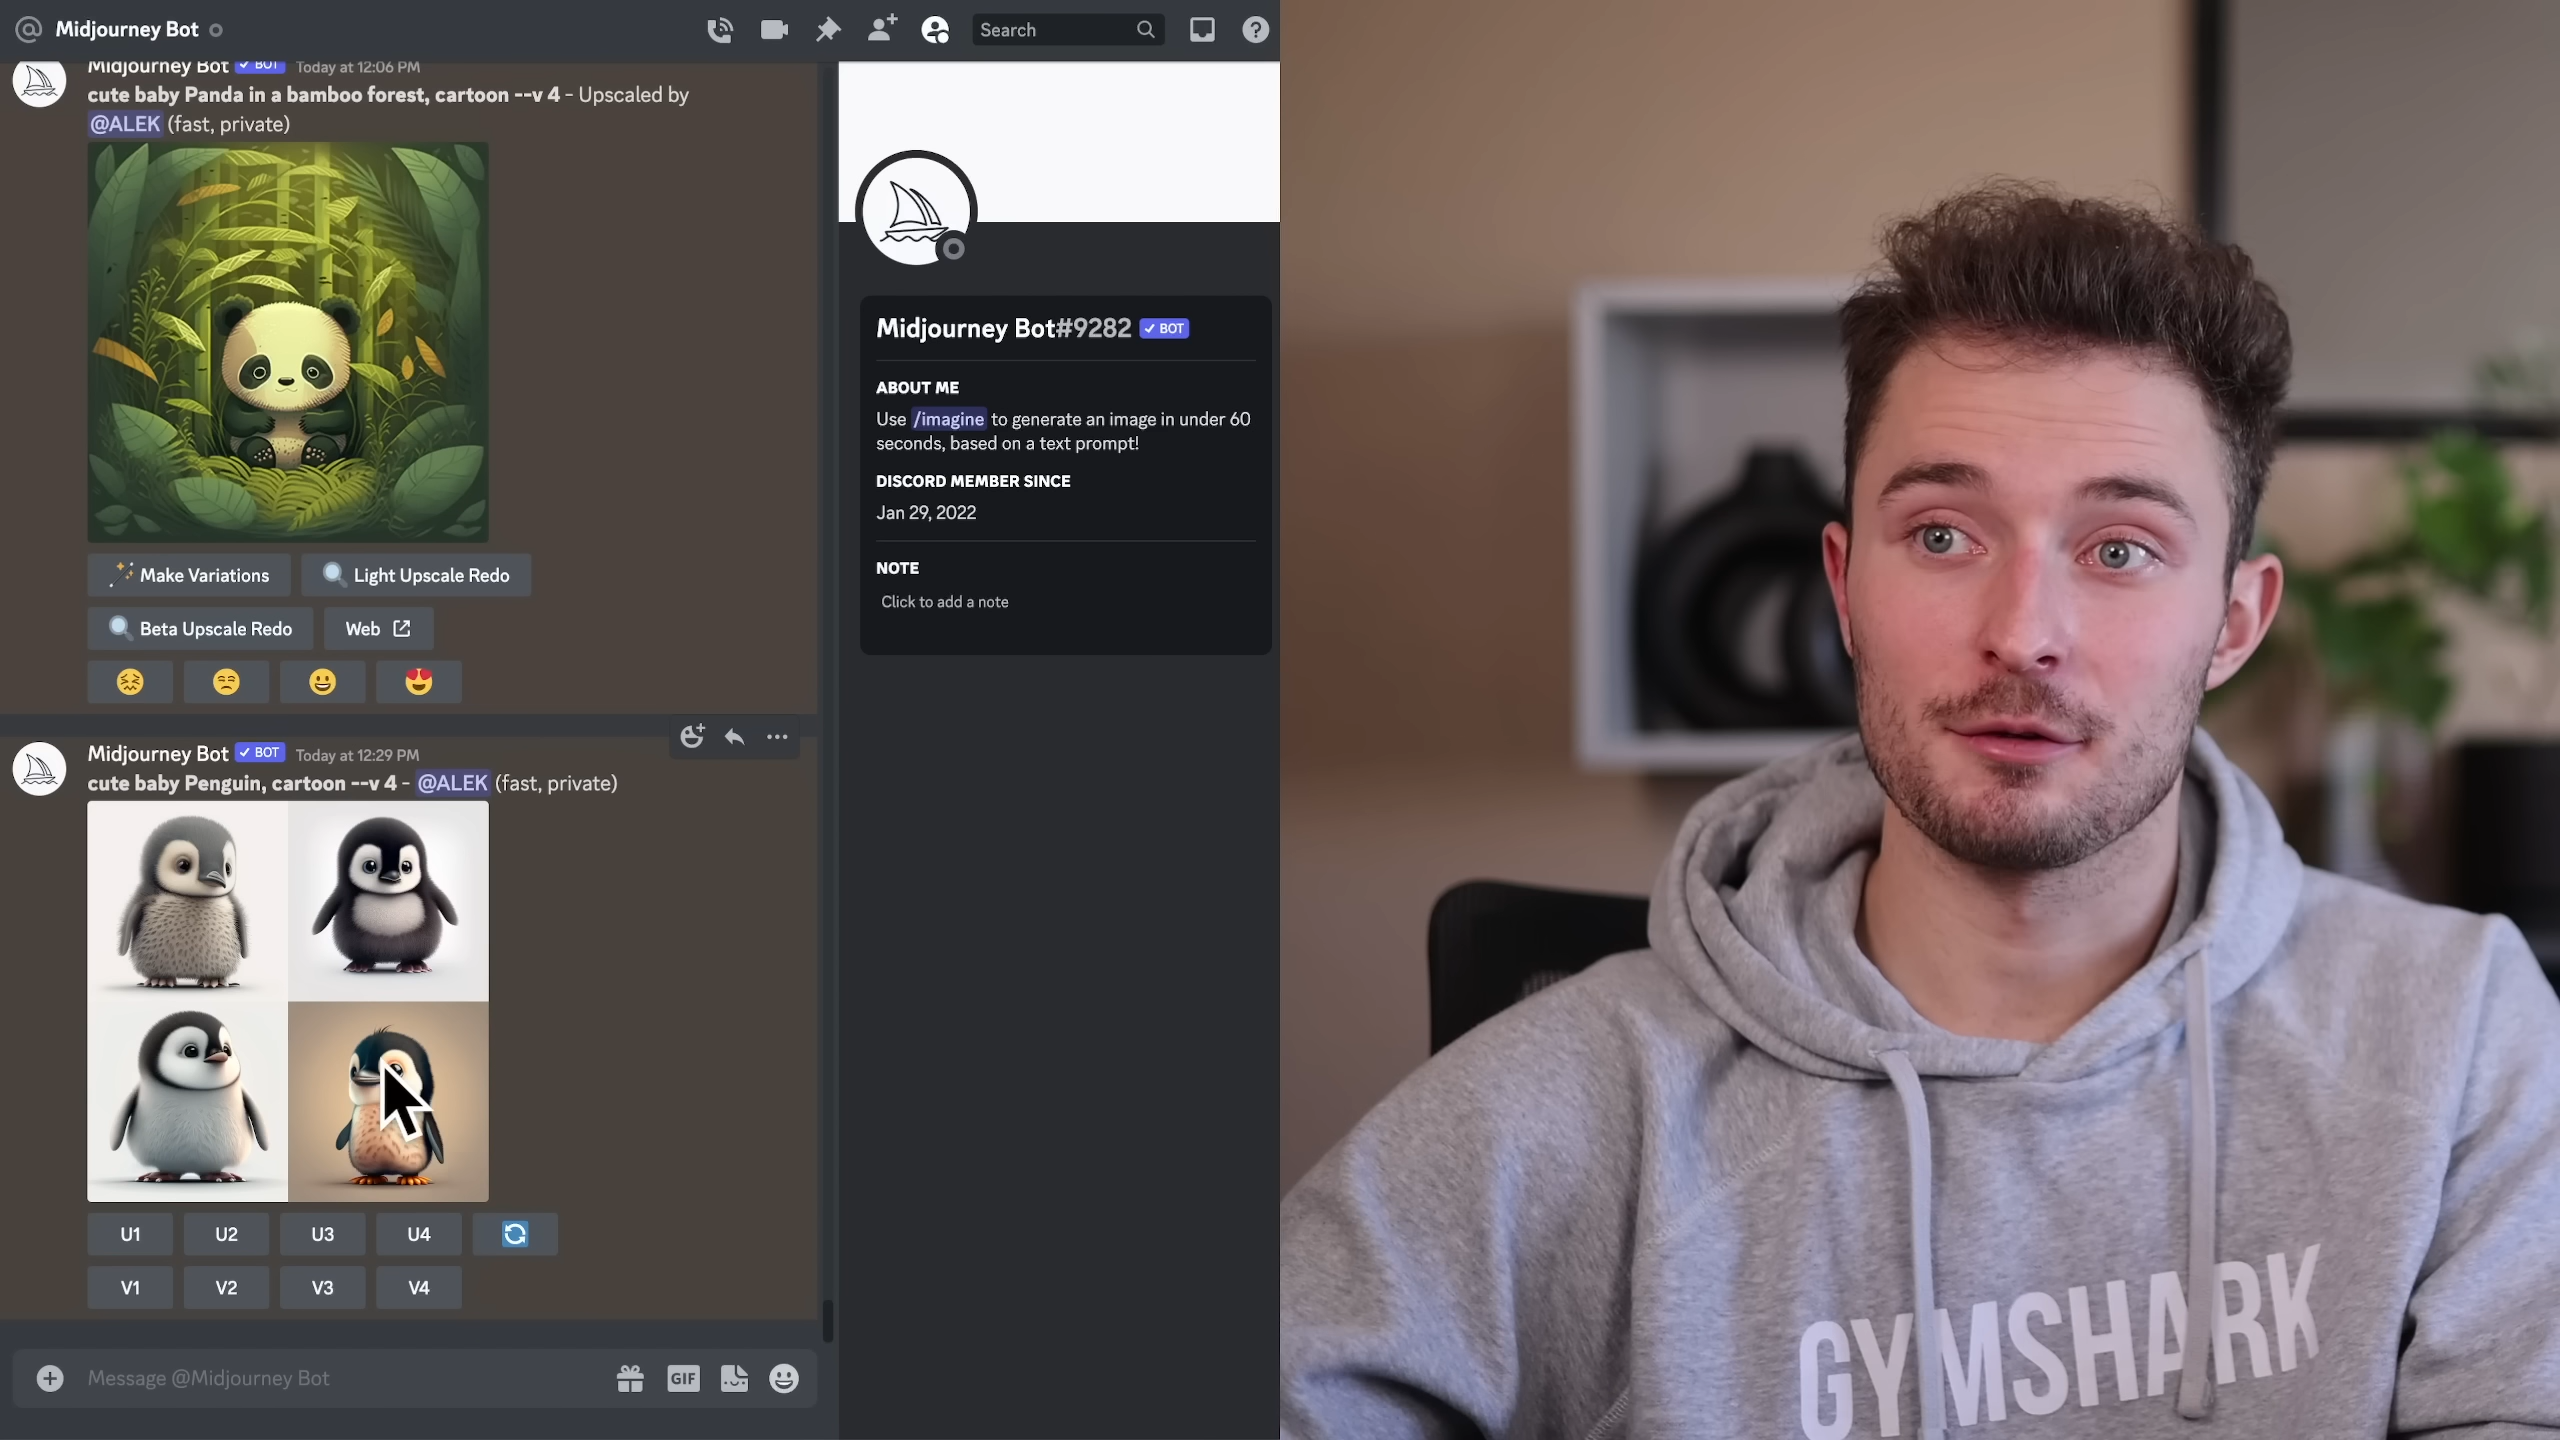 Midjourney Bot
Search
Midjourney Bot BOT Today at 12:06 PM
cute baby Panda in a bamboo forest, cartoon --v 4 - Upscaled by
@ALEK (fast, private)
Make Variations
Light Upscale Redo
Beta Upscale Redo
Web
Midjourney Bot BOT Today at 12:29 PM
cute baby Penguin, cartoon --v 4 - @ALEK (fast, private)
U1 U2 U3 U4
V1 V2 V3 V4
Message @Midjourney Bot
GIF
Midjourney Bot#9282 BOT
ABOUT ME
Use /imagine to generate an image in under 60
seconds, based on a text prompt!
DISCORD MEMBER SINCE
Jan 29, 2022
NOTE
Click to add a note
GYMSHARK